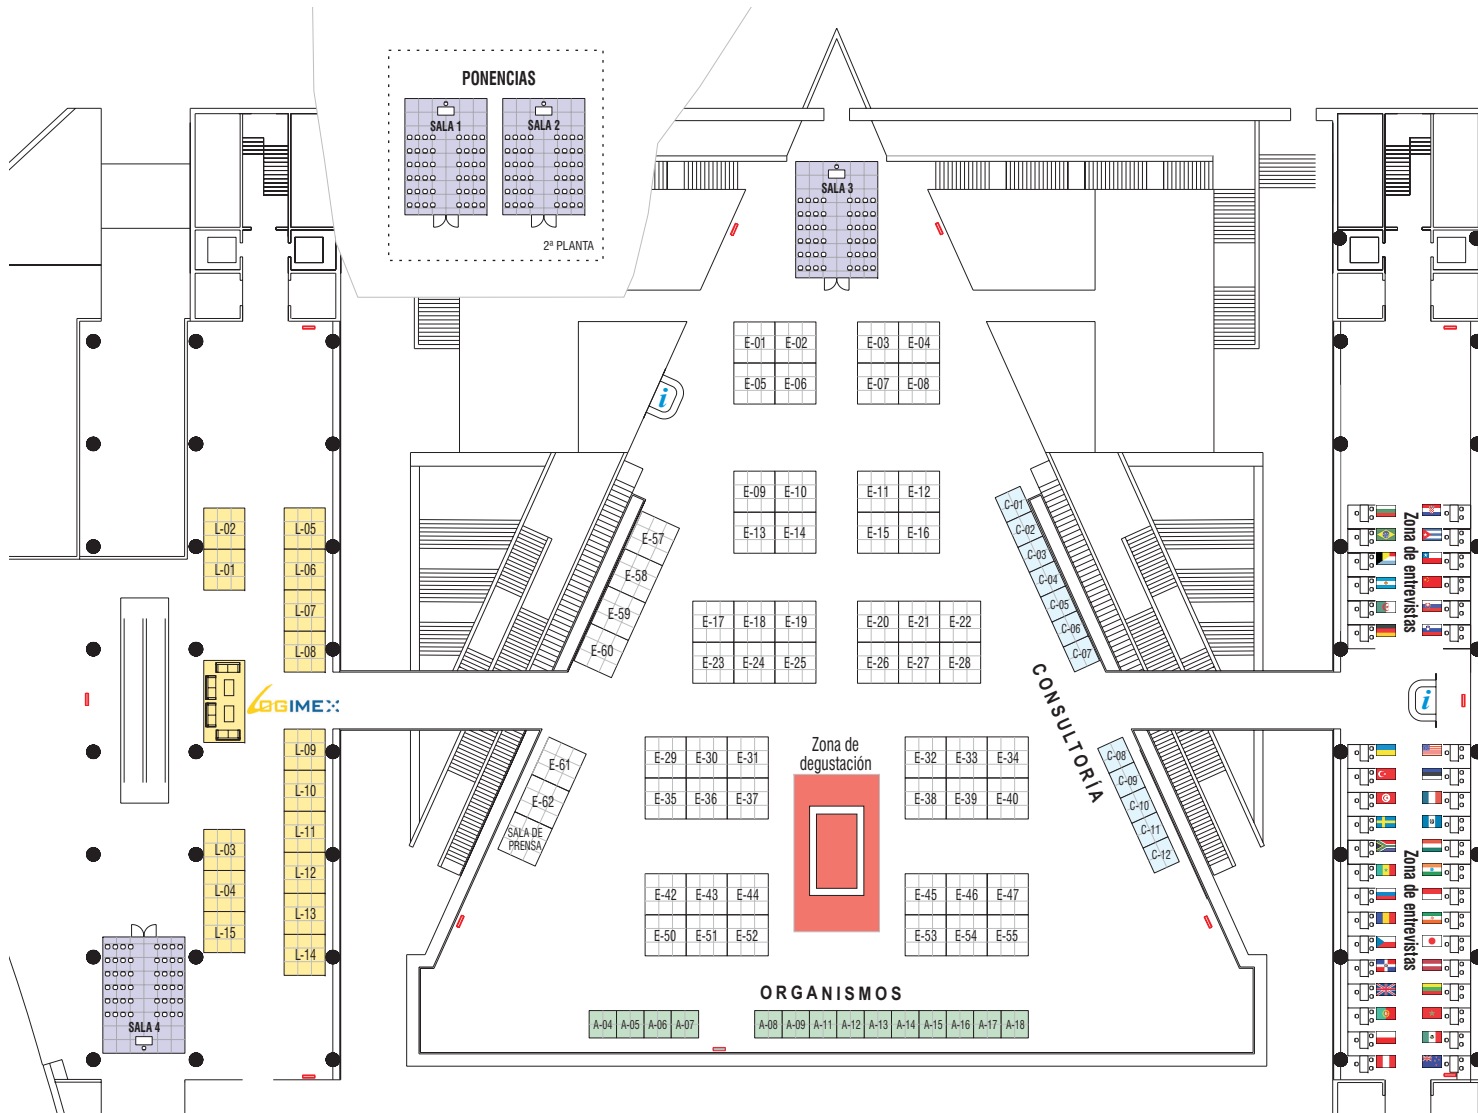 PONENCIAS
SALA 1
SALA 2
2ª PLANTA
SALA 3
E-01 E-02 E-03 E-04
E-05 E-06 E-07 E-08
i
E-09 E-10 E-11 E-12
E-13 E-14 E-15 E-16
E-17 E-18 E-19 E-20 E-21 E-22
E-23 E-24 E-25 E-26 E-27 E-28
E-57
E-58
E-59
E-60
C-01
C-02
C-03
C-04
C-05
C-06
C-07
CONSULTORÍA
C-08
C-09
C-10
C-11
C-12
L-02
L-01
L-05
L-06
L-07
L-08
LOGIMEX
L-09
L-10
L-11
L-12
L-13
L-14
L-03
L-04
L-15
SALA 4
E-61
E-62
SALA DE
PRENSA
E-29 E-30 E-31
E-35 E-36 E-37
Zona de
degustación
E-32 E-33 E-34
E-38 E-39 E-40
E-42 E-43 E-44
E-50 E-51 E-52
E-45 E-46 E-47
E-53 E-54 E-55
ORGANISMOS
A-04 A-05 A-06 A-07
A-08 A-09 A-11 A-12 A-13 A-14 A-15 A-16 A-17 A-18
Zona de entrevistas
i
Zona de entrevistas